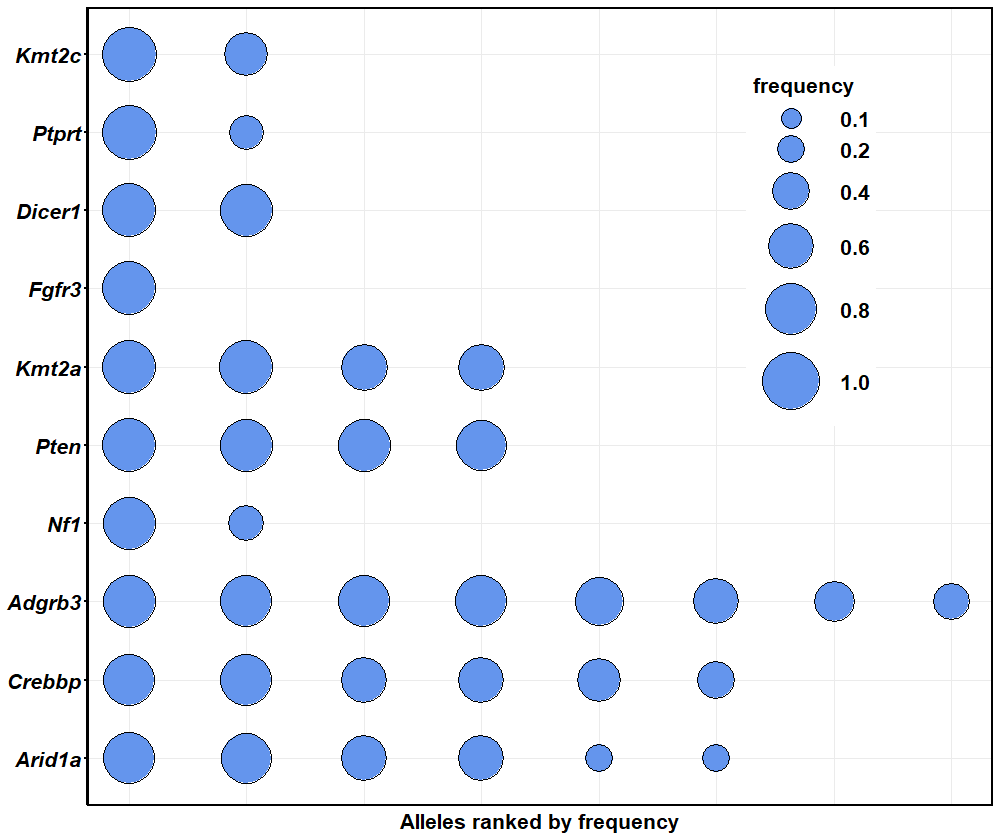 Kmt2c
Ptprt
Dicer1
Fgfr3
Kmt2a
Pten
Nf1
Adgrb3
Crebbp
Arid1a
frequency
0.1
0.2
0.4
0.6
0.8
1.0
Alleles ranked by frequency